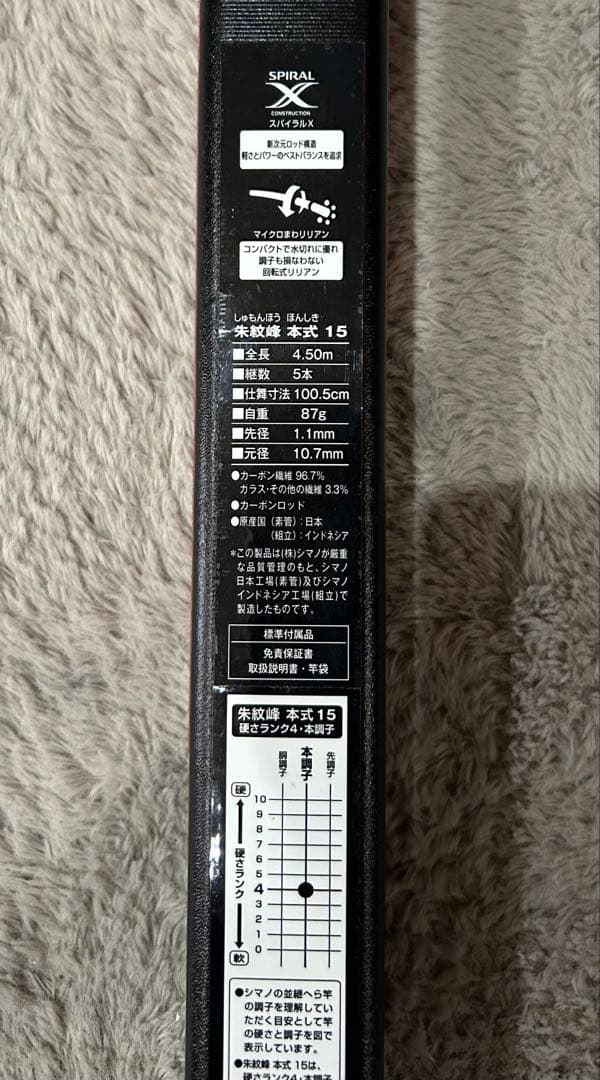 SPIRAL
X
CONSTRUCTION
スパイラルX
新次元ロッド構造
軽さとパワーのベストバランスを追求
マイクロまわりリリアン
コンパクトで水切れに優れ
調子も損なわない
回転式リリアン
しゅもんほう ほんしき
朱紋峰 本式 15
■全長 4.50m
■継数 5本
■仕舞寸法 100.5cm
■自重 87g
■先径 1.1mm
■元径 10.7mm
●カーボン繊維 96.7%
ガラス・その他の繊維 3.3%
●カーボンロッド
●原産国(素管):日本
(組立):インドネシア
*この製品は(株)シマノが厳重
な品質管理のもと、シマノ
日本工場(素管)及びシマノ
インドネシア工場(組立)で
製造したものです。
標準付属品
免責保証書
取扱説明書・竿袋
朱紋峰 本式 15
硬さランク4・本調子
胴調子 本調子 先調子
硬
10
9
8
7
6
5
4
3
2
1
0
硬さランク
軟
●シマノの並継へら竿
の調子を理解してい
ただく目安として竿
の硬さと調子を図で
表示しています。
●朱紋峰 本式 15は、
硬さランク4・本調子